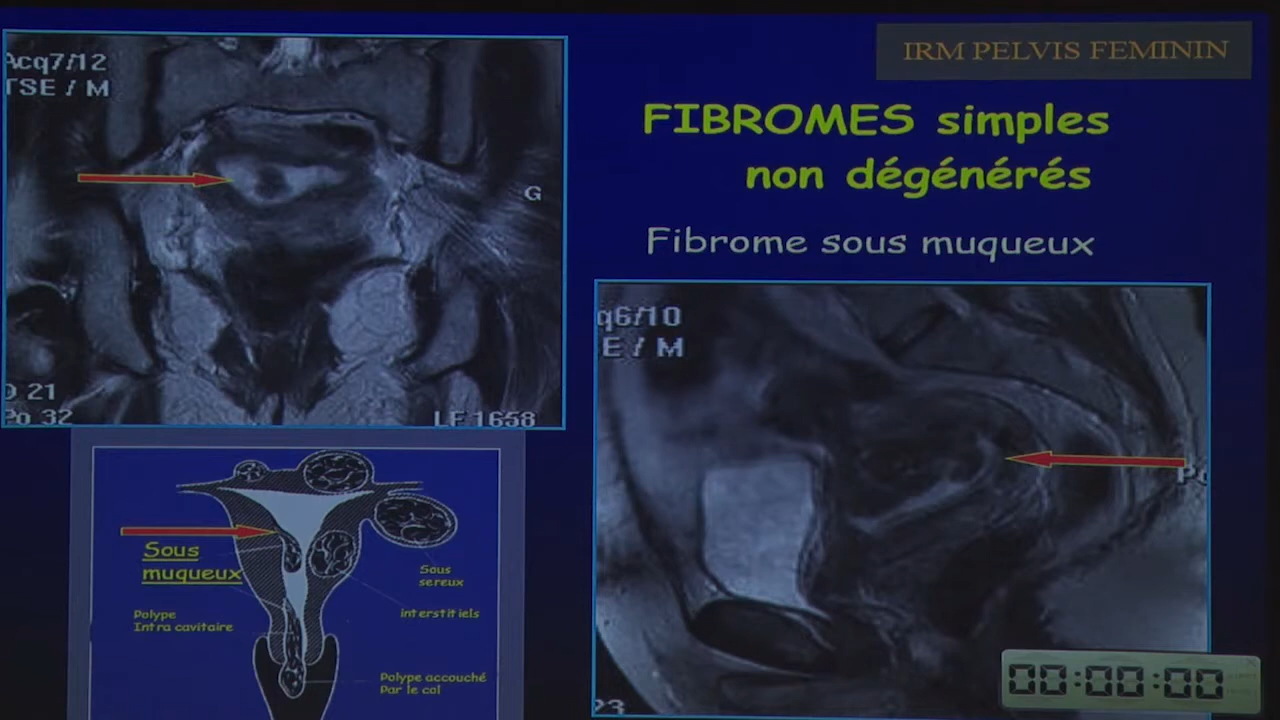 IRM PELVIS FEMININ
FIBROMES simples
non dégénérés
Fibrome sous muqueux
Acq7/12
TSE / M
G
21
Po 32
LF 1658
q6/10
E / M
Po
23
Sous
muqueux
Sous
sereux
interstitiels
Polype
Intra cavitaire
Polype accouché
Par le col
00:00:00